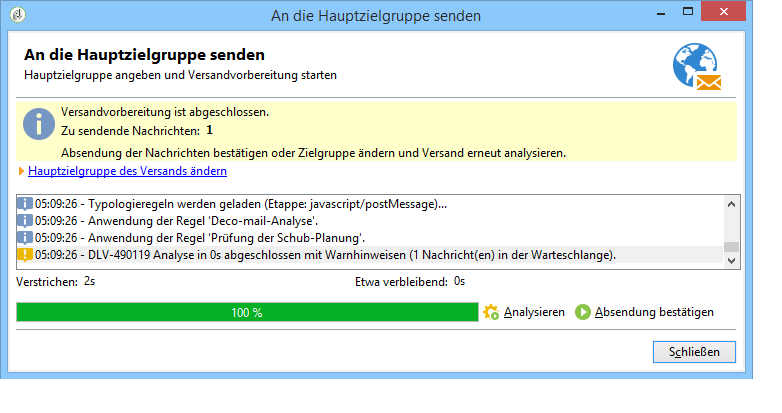 An die Hauptzielgruppe senden
An die Hauptzielgruppe senden
Hauptzielgruppe angeben und Versandvorbereitung starten
Versandvorbereitung ist abgeschlossen.
Zu sendende Nachrichten: 1
Absendung der Nachrichten bestätigen oder Zielgruppe ändern und Versand erneut analysieren.
Hauptzielgruppe des Versands ändern
05:09:26 - Typologieregeln werden geladen (Etappe: javascript/postMessage)...
05:09:26 - Anwendung der Regel 'Deco-mail-Analyse'.
05:09:26 - Anwendung der Regel 'Prüfung der Schub-Planung'.
05:09:26 - DLV-490119 Analyse in 0s abgeschlossen mit Warnhinweisen (1 Nachricht(en) in der Warteschlange).
Verstrichen: 2s Etwa verbleibend: 0s
100 % Analysieren Absendung bestätigen
Schließen